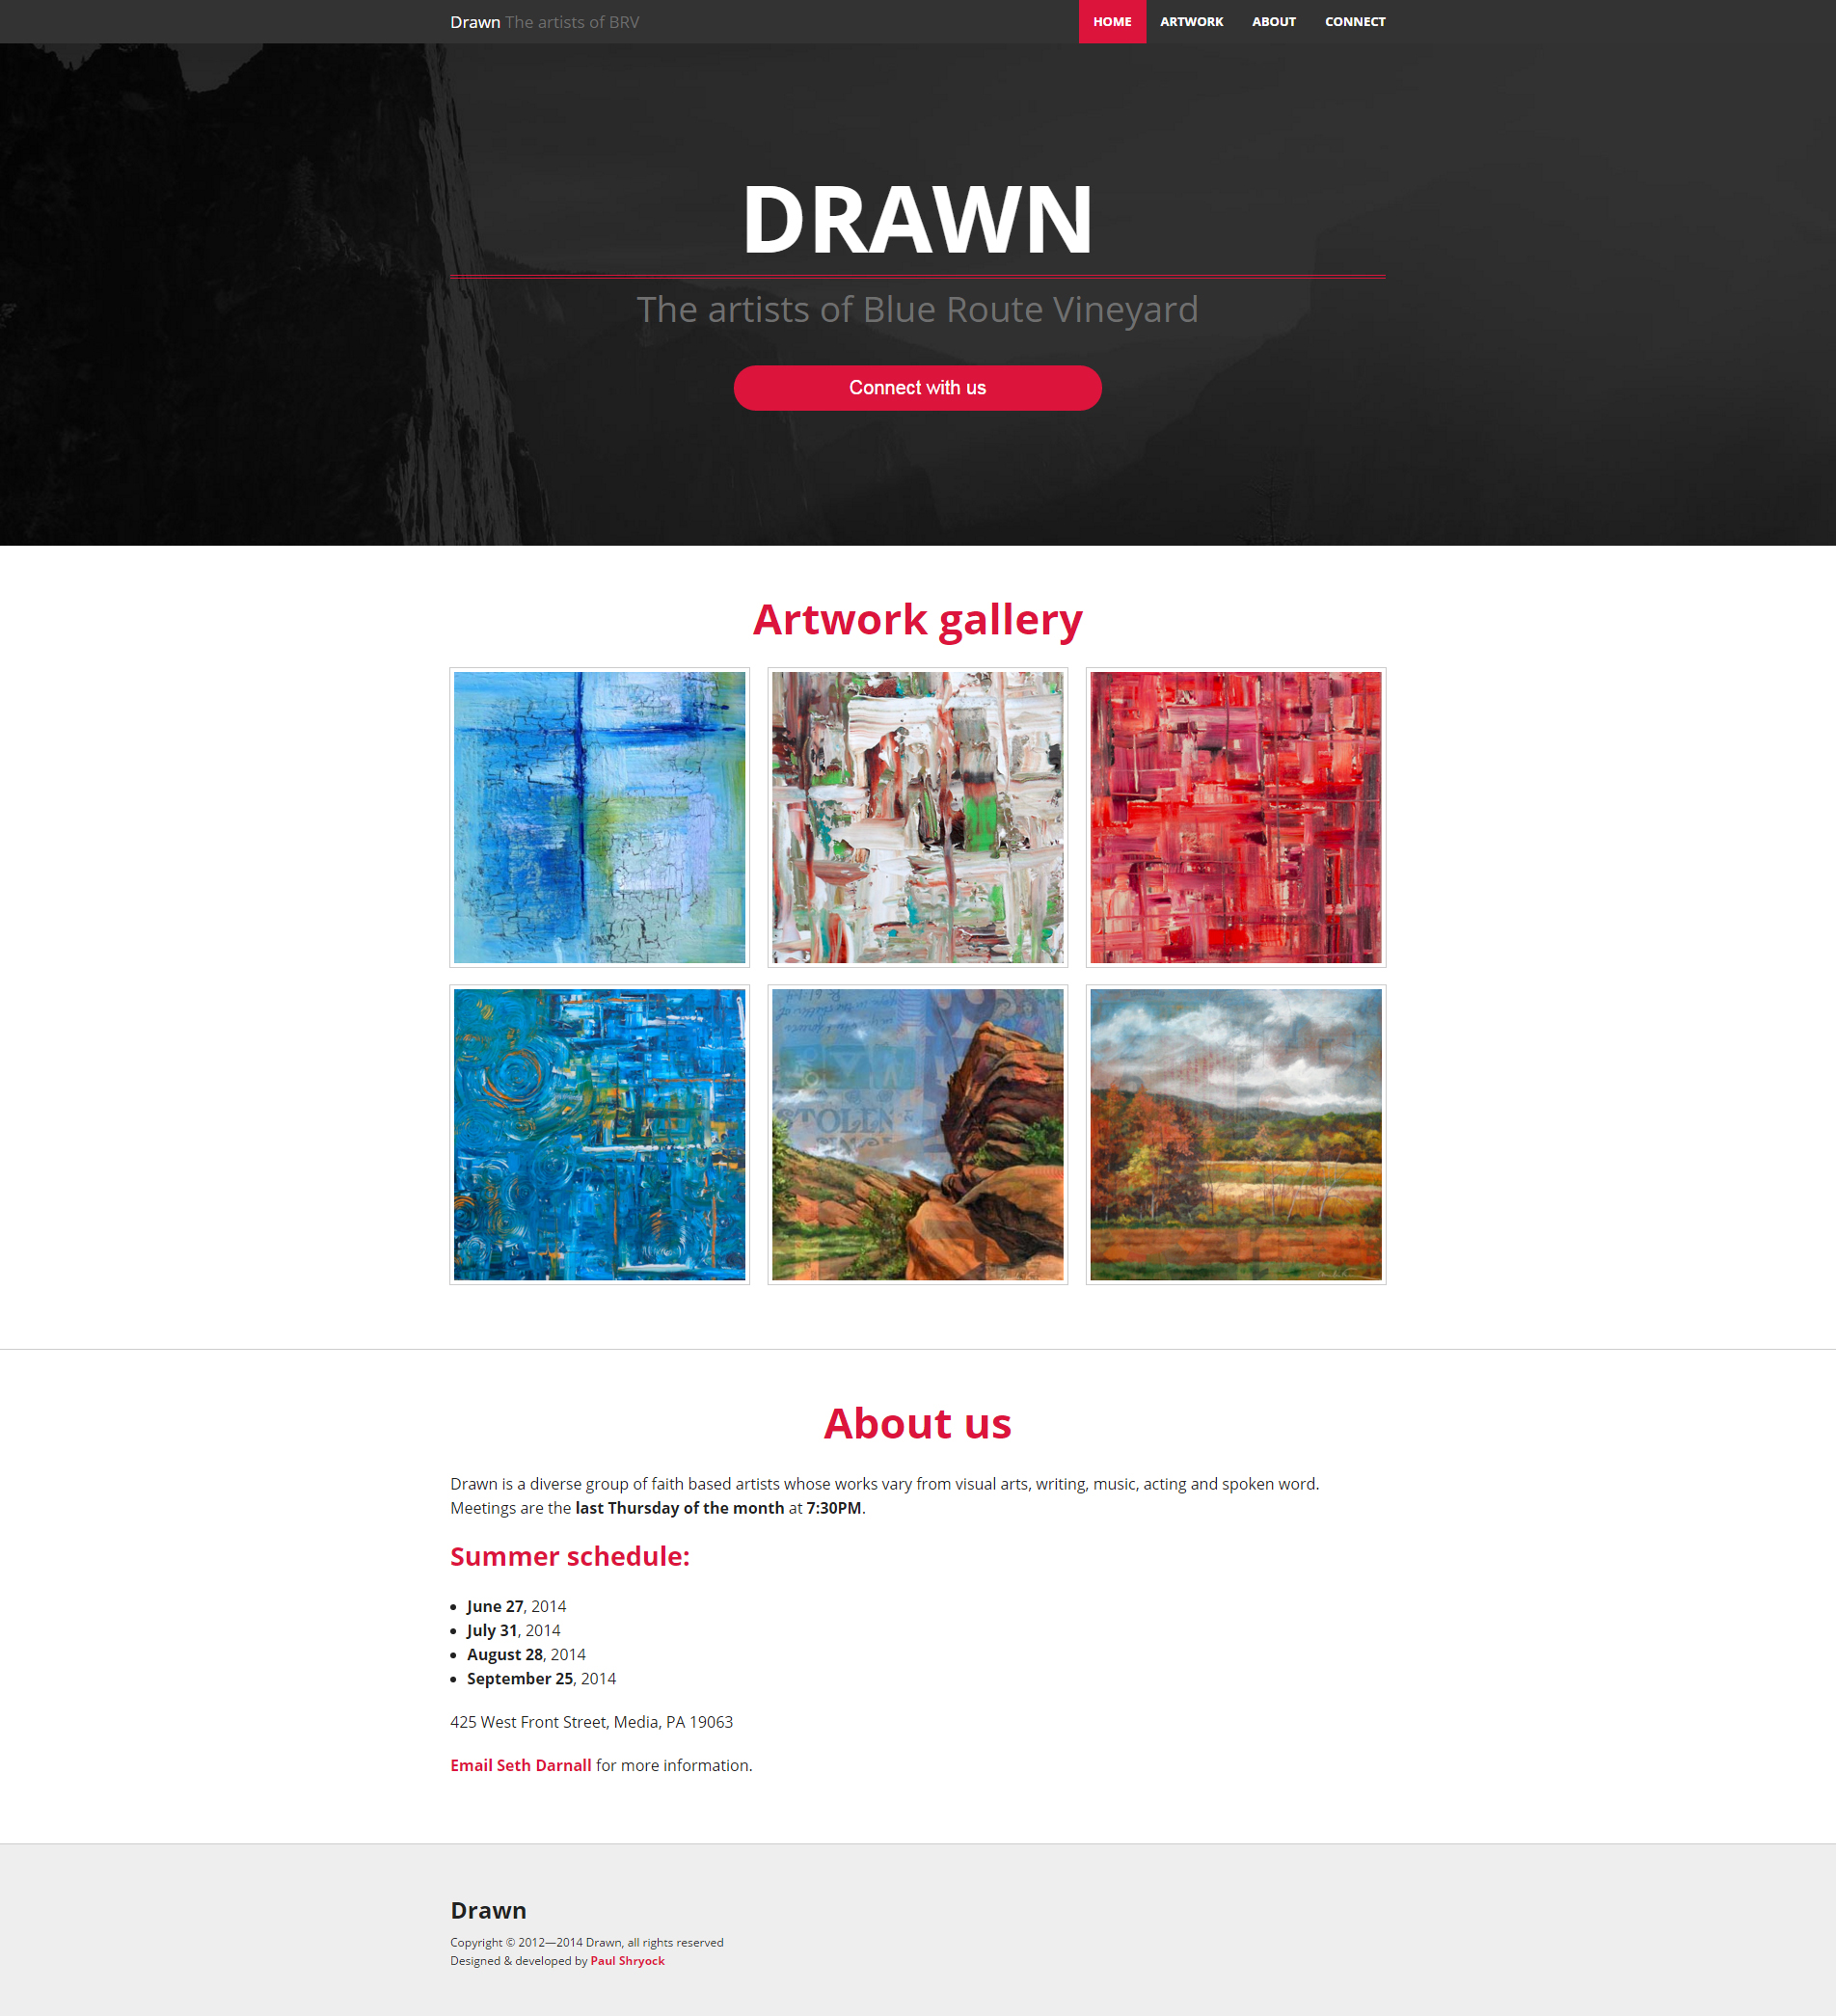 Drawn The artists of BRV
HOME
ARTWORK
ABOUT
CONNECT
DRAWN
The artists of Blue Route Vineyard
Connect with us
Artwork gallery
STOLEN
About us
Drawn is a diverse group of faith based artists whose works vary from visual arts, writing, music, acting and spoken word.
Meetings are the last Thursday of the month at 7:30PM.
Summer schedule:
• June 27, 2014
• July 31, 2014
• August 28, 2014
• September 25, 2014
425 West Front Street, Media, PA 19063
Email Seth Darnall for more information.
Drawn
Copyright © 2012—2014 Drawn, all rights reserved
Designed & developed by Paul Shryock